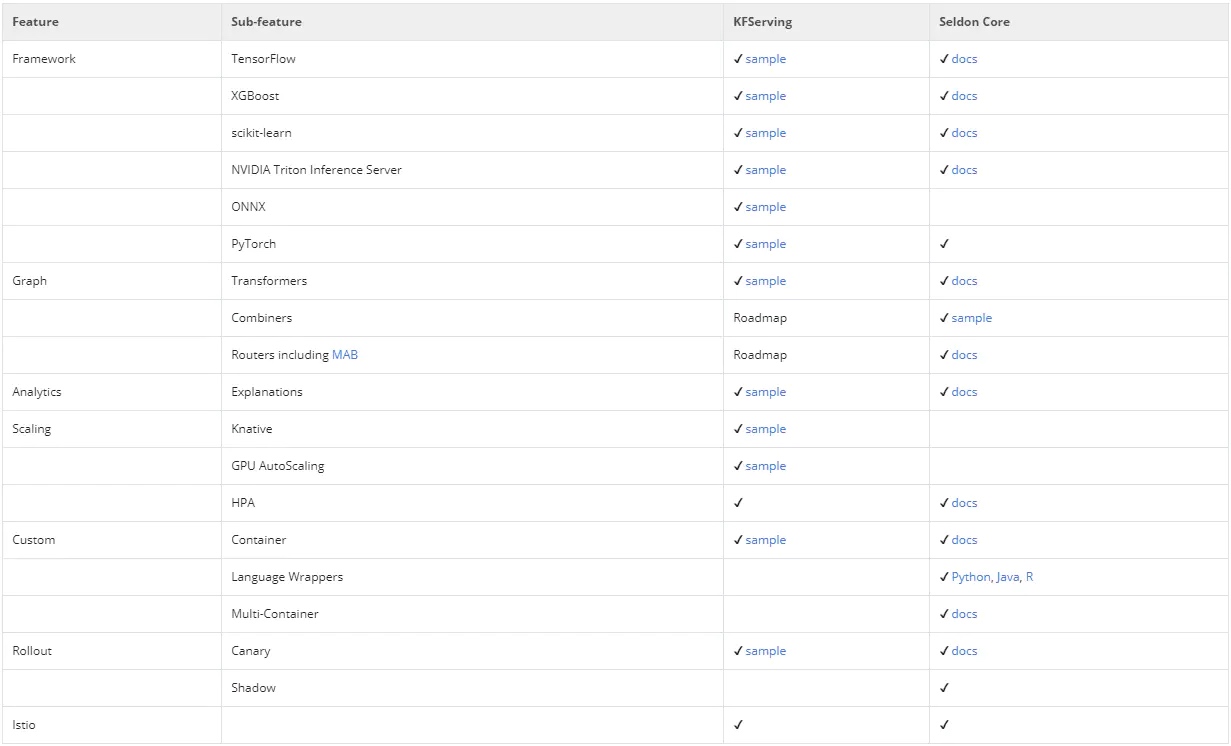 Feature Sub-feature KFServing Seldon Core
Framework TensorFlow ✓ sample ✓ docs
XGBoost ✓ sample ✓ docs
scikit-learn ✓ sample ✓ docs
NVIDIA Triton Inference Server ✓ sample ✓ docs
ONNX ✓ sample
PyTorch ✓ sample ✓
Graph Transformers ✓ sample ✓ docs
Combiners Roadmap ✓ sample
Routers including MAB Roadmap ✓ docs
Analytics Explanations ✓ sample ✓ docs
Scaling Knative ✓ sample
GPU AutoScaling ✓ sample
HPA ✓ ✓ docs
Custom Container ✓ sample ✓ docs
Language Wrappers ✓ Python, Java, R
Multi-Container ✓ docs
Rollout Canary ✓ sample ✓ docs
Shadow ✓
Istio ✓ ✓